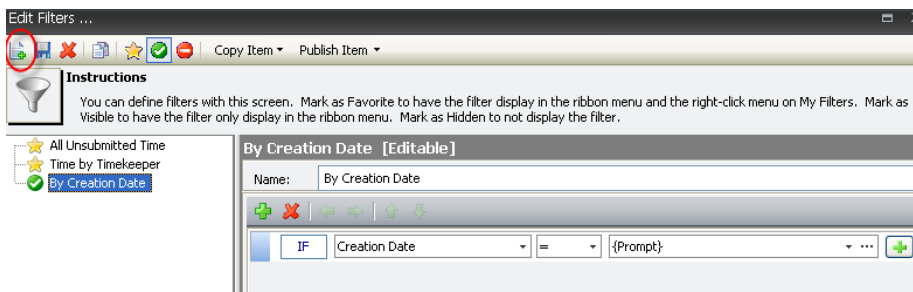 Edit Filters ...
Copy Item Publish Item
Instructions
You can define filters with this screen. Mark as Favorite to have the filter display in the ribbon menu and the right-click menu on My Filters. Mark as
Visible to have the filter only display in the ribbon menu. Mark as Hidden to not display the filter.
All Unsubmitted Time
Time by Timekeeper
By Creation Date
By Creation Date [Editable]
Name: By Creation Date
IF Creation Date = {Prompt} ...